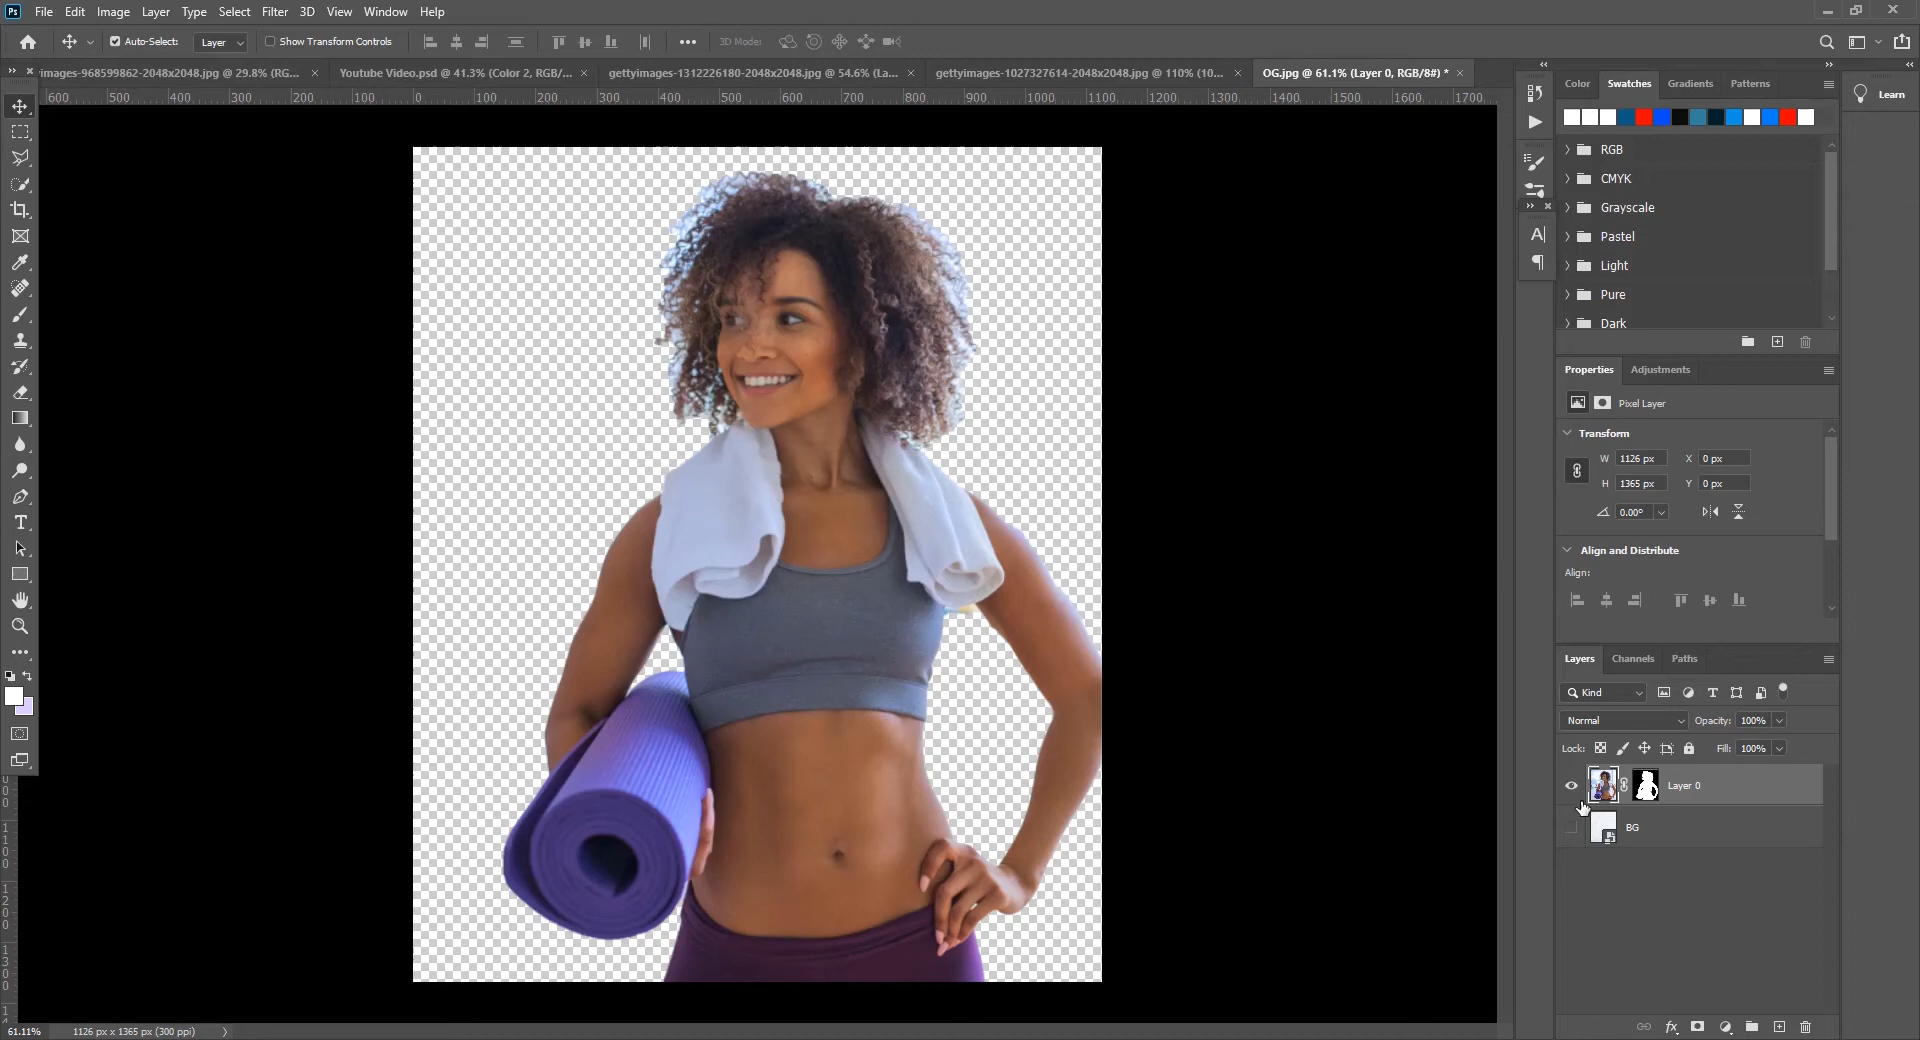 Ps File Edit Image Layer Type Select Filter 3D View Window Help
Auto-Select: Layer Show Transform Controls 3D Mode:
images-968599862-2048x2048.jpg @ 29.8% (RG... Youtube Video.psd @ 41.3% (Color 2, RGB/... gettyimages-1312226180-2048x2048.jpg @ 54.6% (La... gettyimages-1027327614-2048x2048.jpg @ 110% (10... OG.jpg @ 61.1% (Layer 0, RGB/8#) *
600 500 400 300 200 100 0 100 200 300 400 500 600 700 800 900 1000 1100 1200 1300 1400 1500 1600 1700
Color Swatches Gradients Patterns
Learn
RGB
CMYK
Grayscale
Pastel
Light
Pure
Dark
Properties Adjustments
Pixel Layer
Transform
W 1126 px X 0 px
H 1365 px Y 0 px
0.00°
Align and Distribute
Align:
Layers Channels Paths
Kind
Normal Opacity: 100%
Lock: Fill: 100%
Layer 0
BG
fx
61.11% 1126 px x 1365 px (300 ppi)